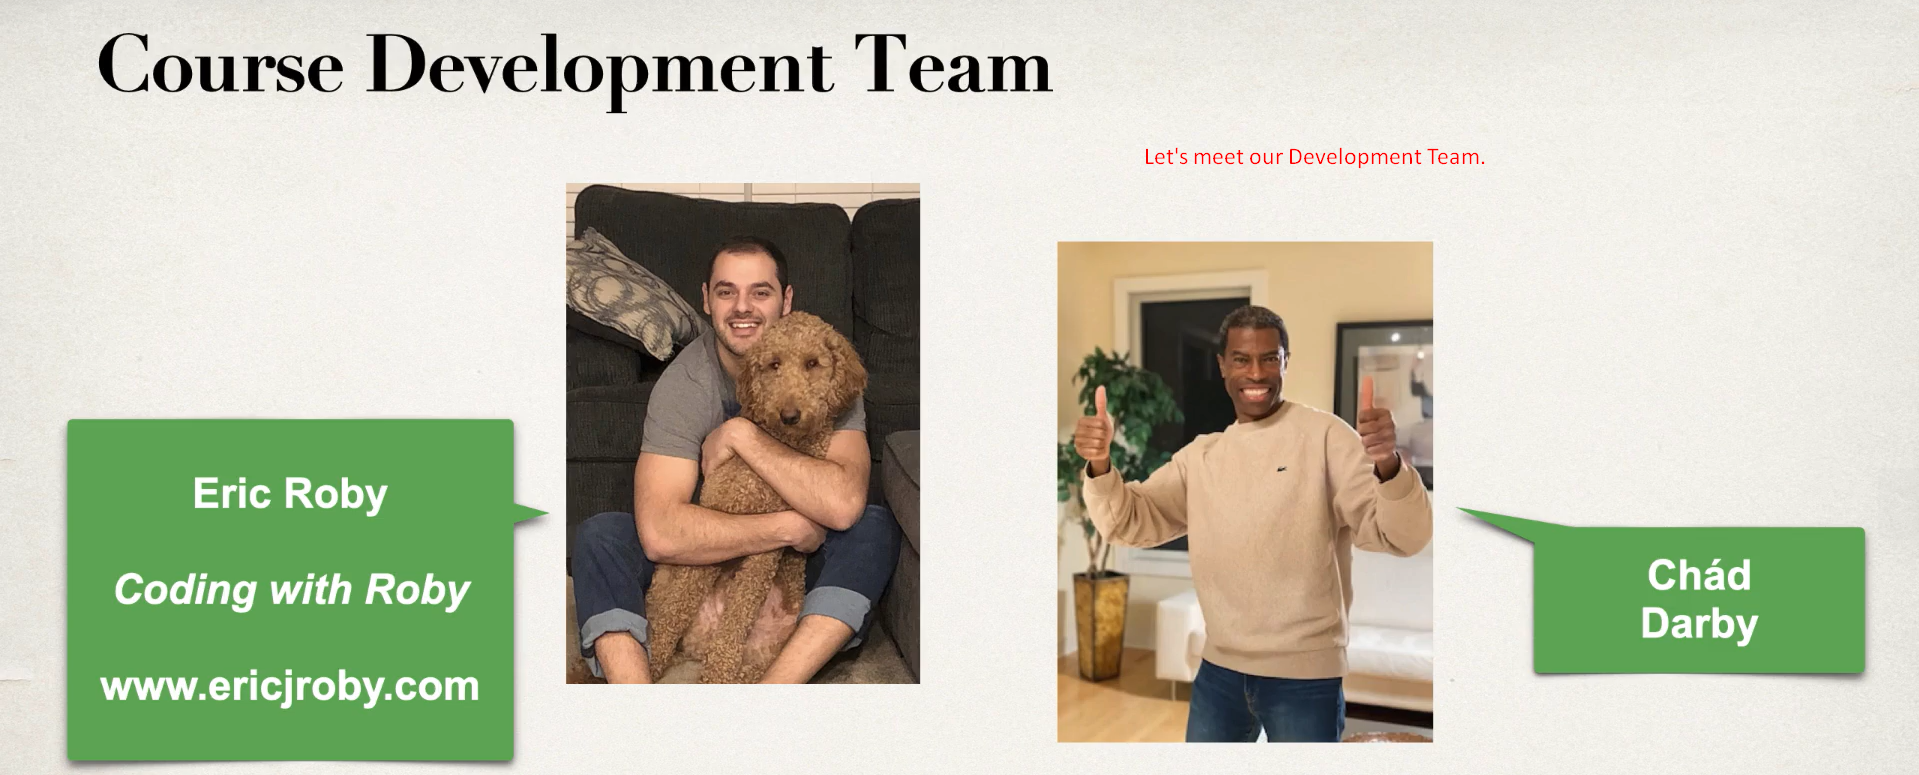 Course Development Team
Let's meet our Development Team.
Eric Roby
Coding with Roby
www.ericjroby.com
Chád
Darby